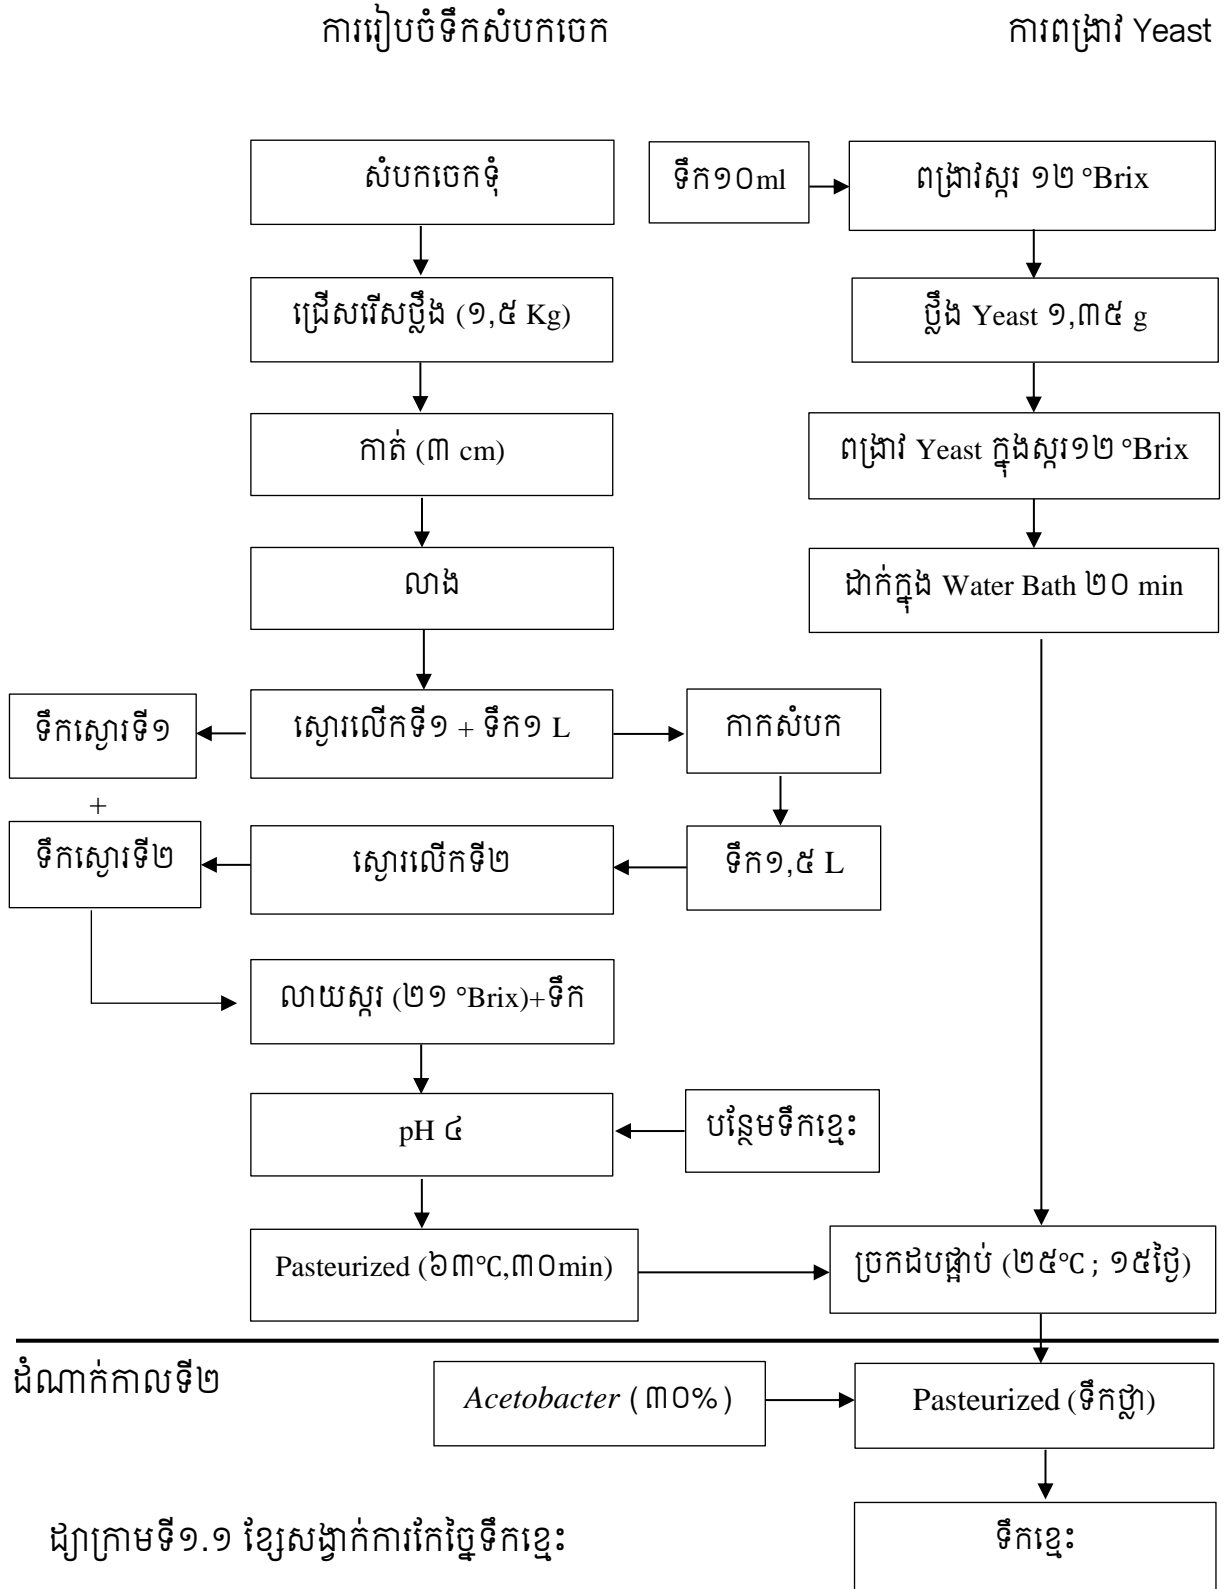 ការរៀបចំទឹកសំបកចេក
ការពង្រាវ Yeast
សំបកចេកទុំ
ទឹក១០ml
ពង្រាវស្ករ ១២ °Brix
ជ្រើសរើសថ្លឹង (១,៥ Kg)
ថ្លឹង Yeast ១,៣៥ g
កាត់ (៣ cm)
ពង្រាវ Yeast ក្នុងស្ករ១២ °Brix
លាង
ដាក់ក្នុង Water Bath ២០ min
ទឹកស្ងោរទី១
ស្ងោរលើកទី១ + ទឹក១ L
កាកសំបក
+
ទឹកស្ងោរទី២
ស្ងោរលើកទី២
ទឹក១,៥ L
លាយស្ករ (២១ °Brix)+ទឹក
pH ៤
បន្ថែមទឹកខ្មេះ
Pasteurized (៦៣°C,៣០min)
ច្រកដបផ្អាប់ (២៥°C ; ១៥ថ្ងៃ)
ដំណាក់កាលទី២
Acetobacter (៣០%)
Pasteurized (ទឹកថ្លា)
ដ្យាក្រាមទី១.១ ខ្សែសង្វាក់ការកែច្នៃទឹកខ្មេះ
ទឹកខ្មេះ